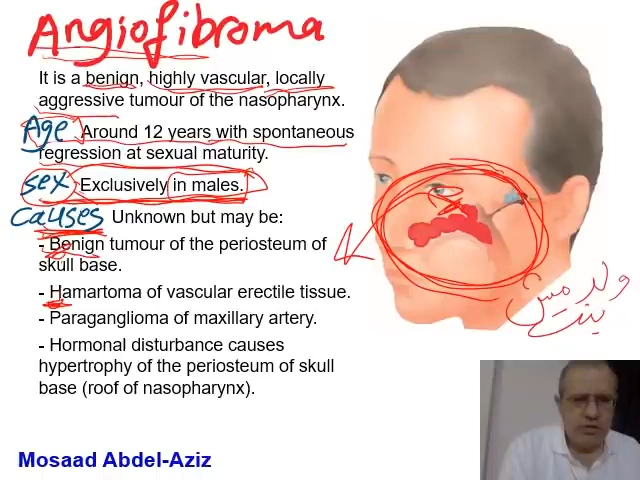 Angiofibroma
It is a benign, highly vascular, locally
aggressive tumour of the nasopharynx.
Age Around 12 years with spontaneous
regression at sexual maturity.
sex Exclusively in males.
causes Unknown but may be:
- Benign tumour of the periosteum of
skull base.
- Hamartoma of vascular erectile tissue.
- Paraganglioma of maxillary artery.
- Hormonal disturbance causes
hypertrophy of the periosteum of skull
base (roof of nasopharynx).
ولد ميش
بنت
Mosaad Abdel-Aziz